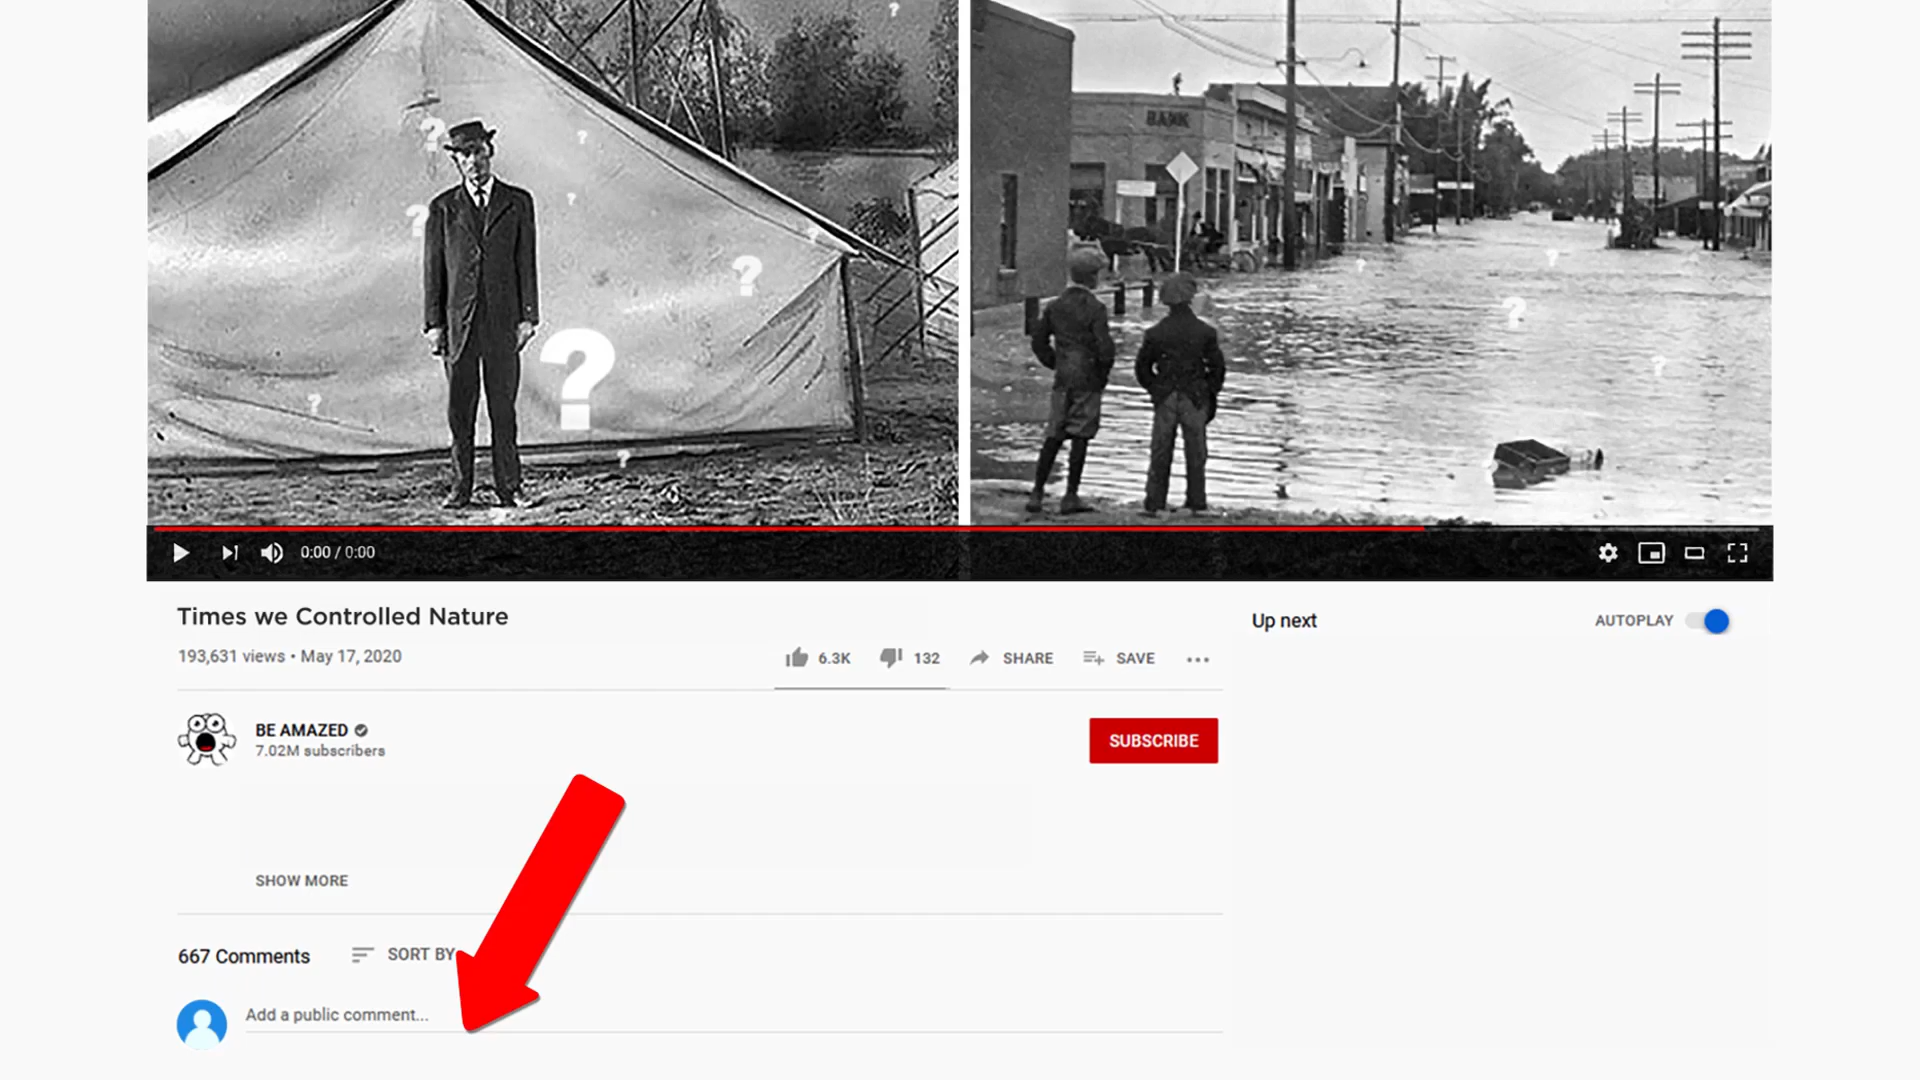 BANK
?
0:00 / 0:00
Times we Controlled Nature
193,631 views • May 17, 2020
6.3K 132 SHARE SAVE
Up next AUTOPLAY
BE AMAZED
7.02M subscribers
SUBSCRIBE
SHOW MORE
667 Comments SORT BY
Add a public comment...